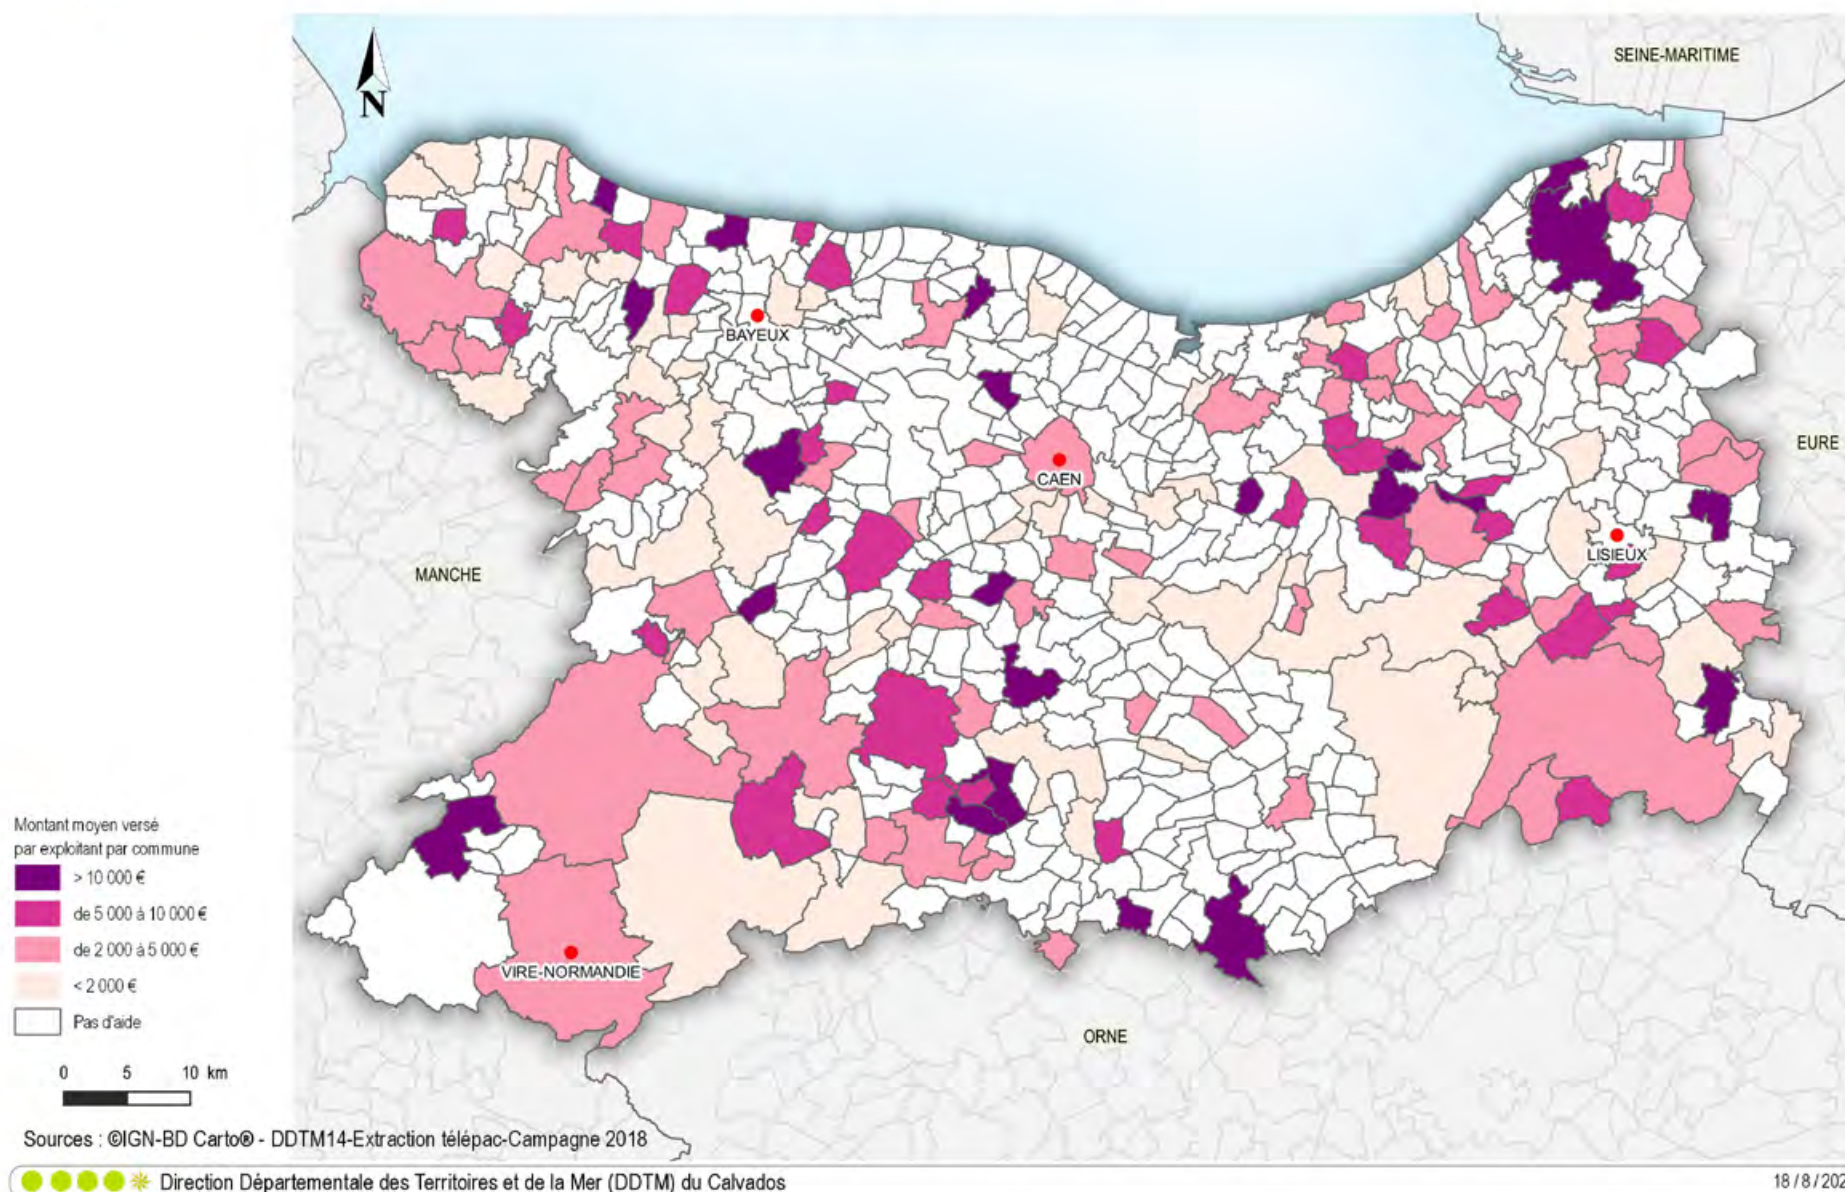 SEINE-MARITIME
N
BAYEUX
CAEN
EURE
LISIEUX
MANCHE
VIRE-NORMANDIE
ORNE
Montant moyen versé
par exploitant par commune
> 10 000 €
de 5 000 à 10 000 €
de 2 000 à 5 000 €
< 2 000 €
Pas d'aide
0 5 10 km
Sources : ©IGN-BD Carto® - DDTM14-Extraction télépac-Campagne 2018
Direction Départementale des Territoires et de la Mer (DDTM) du Calvados
18/8/202